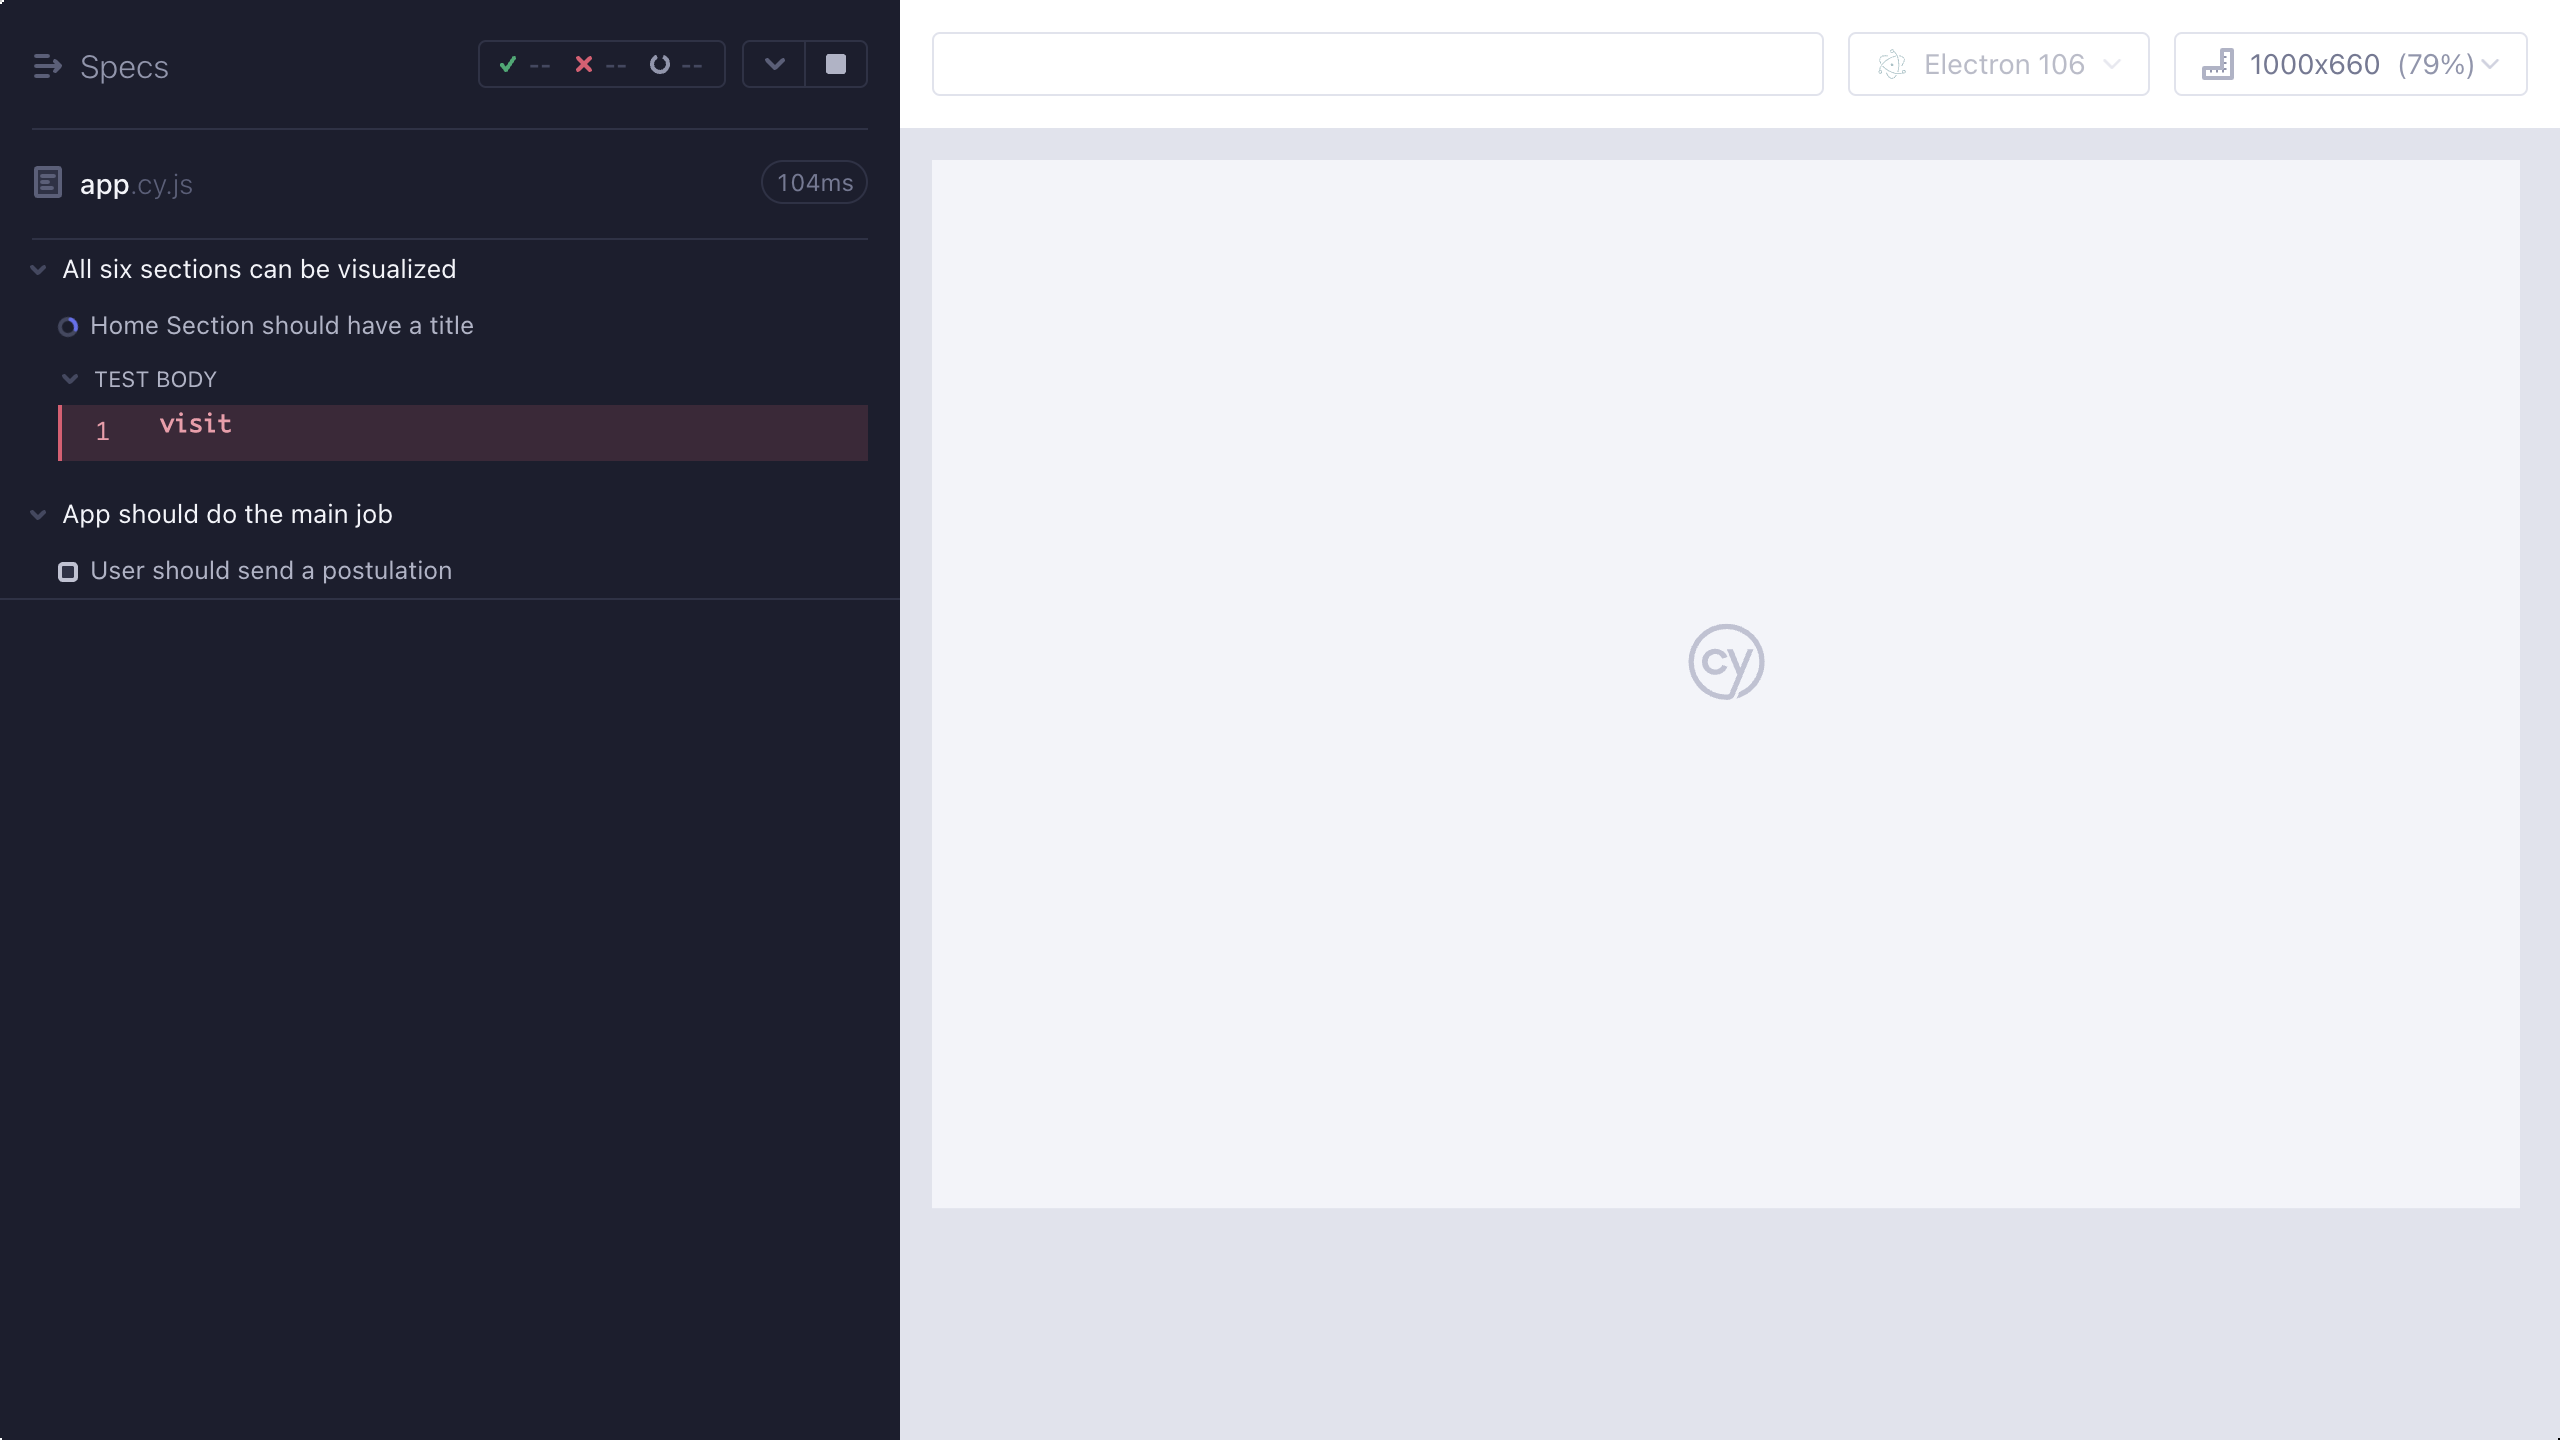 Specs
-- -- --
app.cy.js
104ms
All six sections can be visualized
Home Section should have a title
TEST BODY
1 visit
App should do the main job
User should send a postulation
Electron 106
1000x660 (79%)
cy